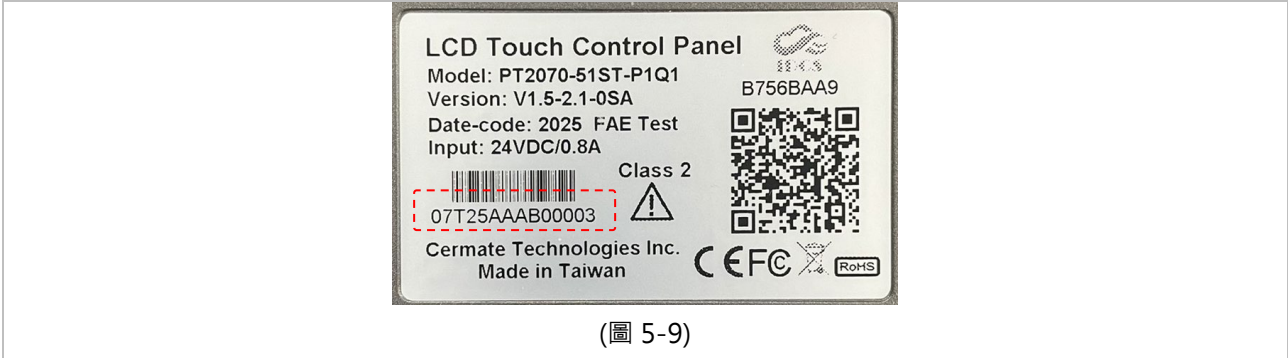 LCD Touch Control Panel
Model: PT2070-51ST-P1Q1
Version: V1.5-2.1-0SA
Date-code: 2025 FAE Test
Input: 24VDC/0.8A
IDCS
B756BAA9
Class 2
07T25AAAB00003
Cermate Technologies Inc.
Made in Taiwan
CE FC RoHS
(圖 5-9)